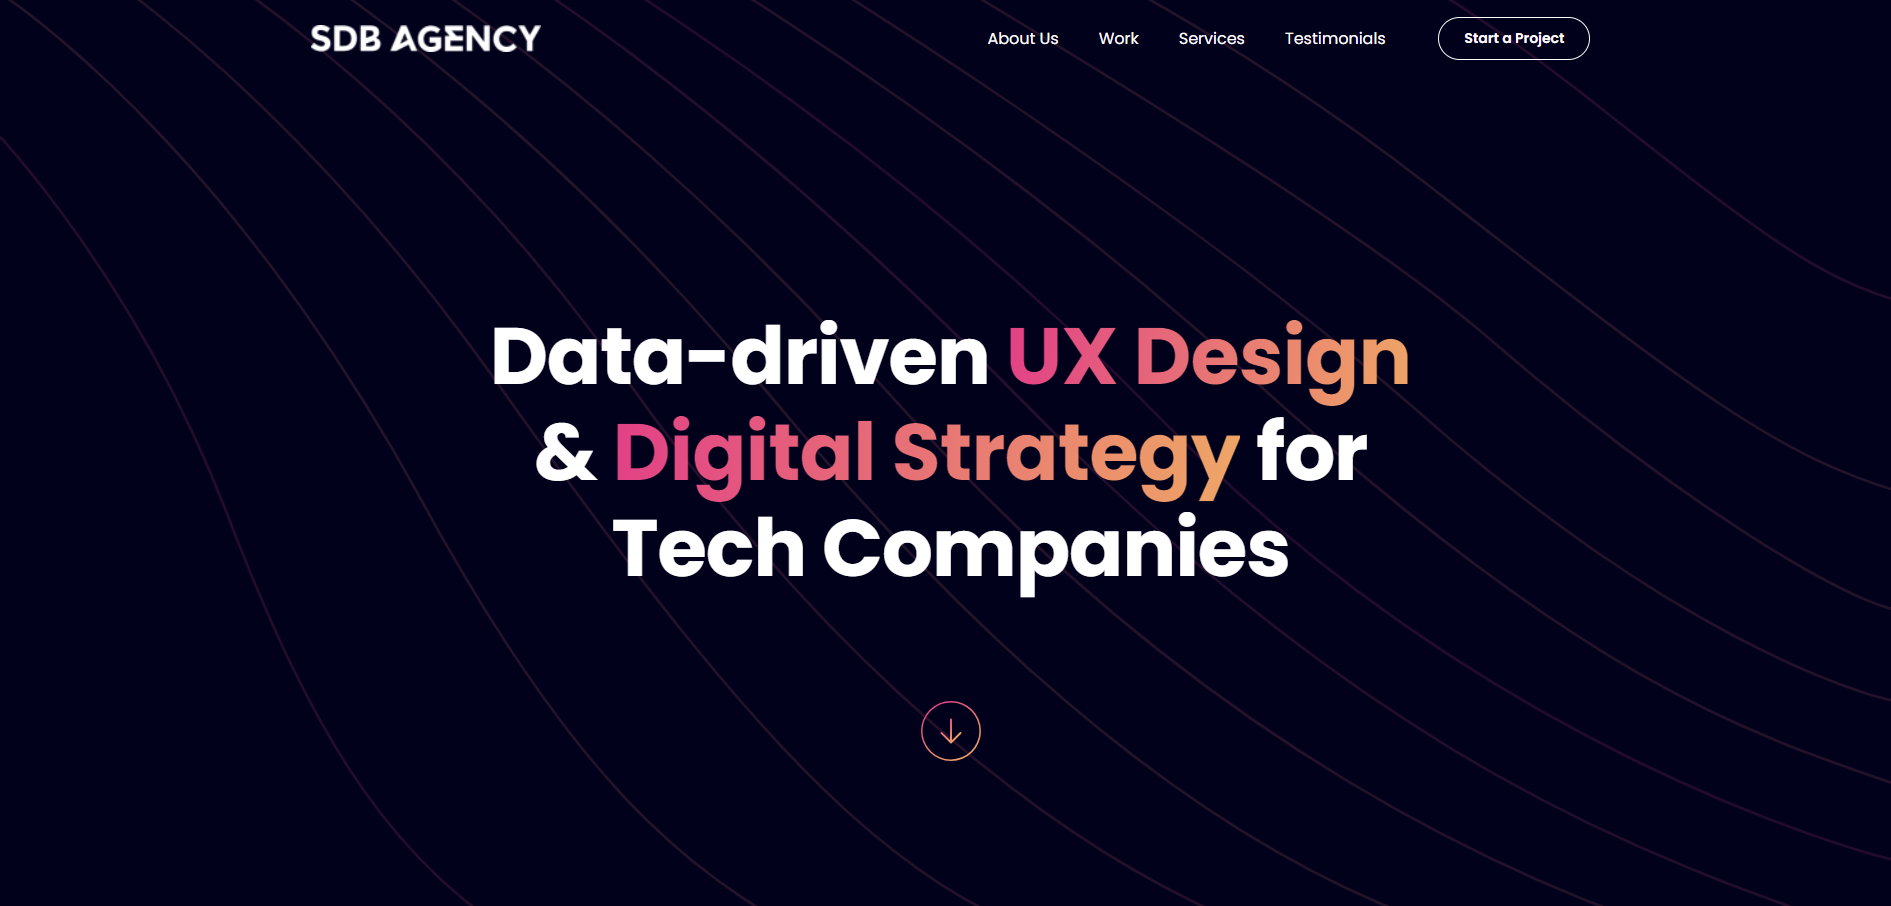 SDB AGENCY
About Us
Work
Services
Testimonials
Start a Project
Data-driven UX Design
& Digital Strategy for
Tech Companies